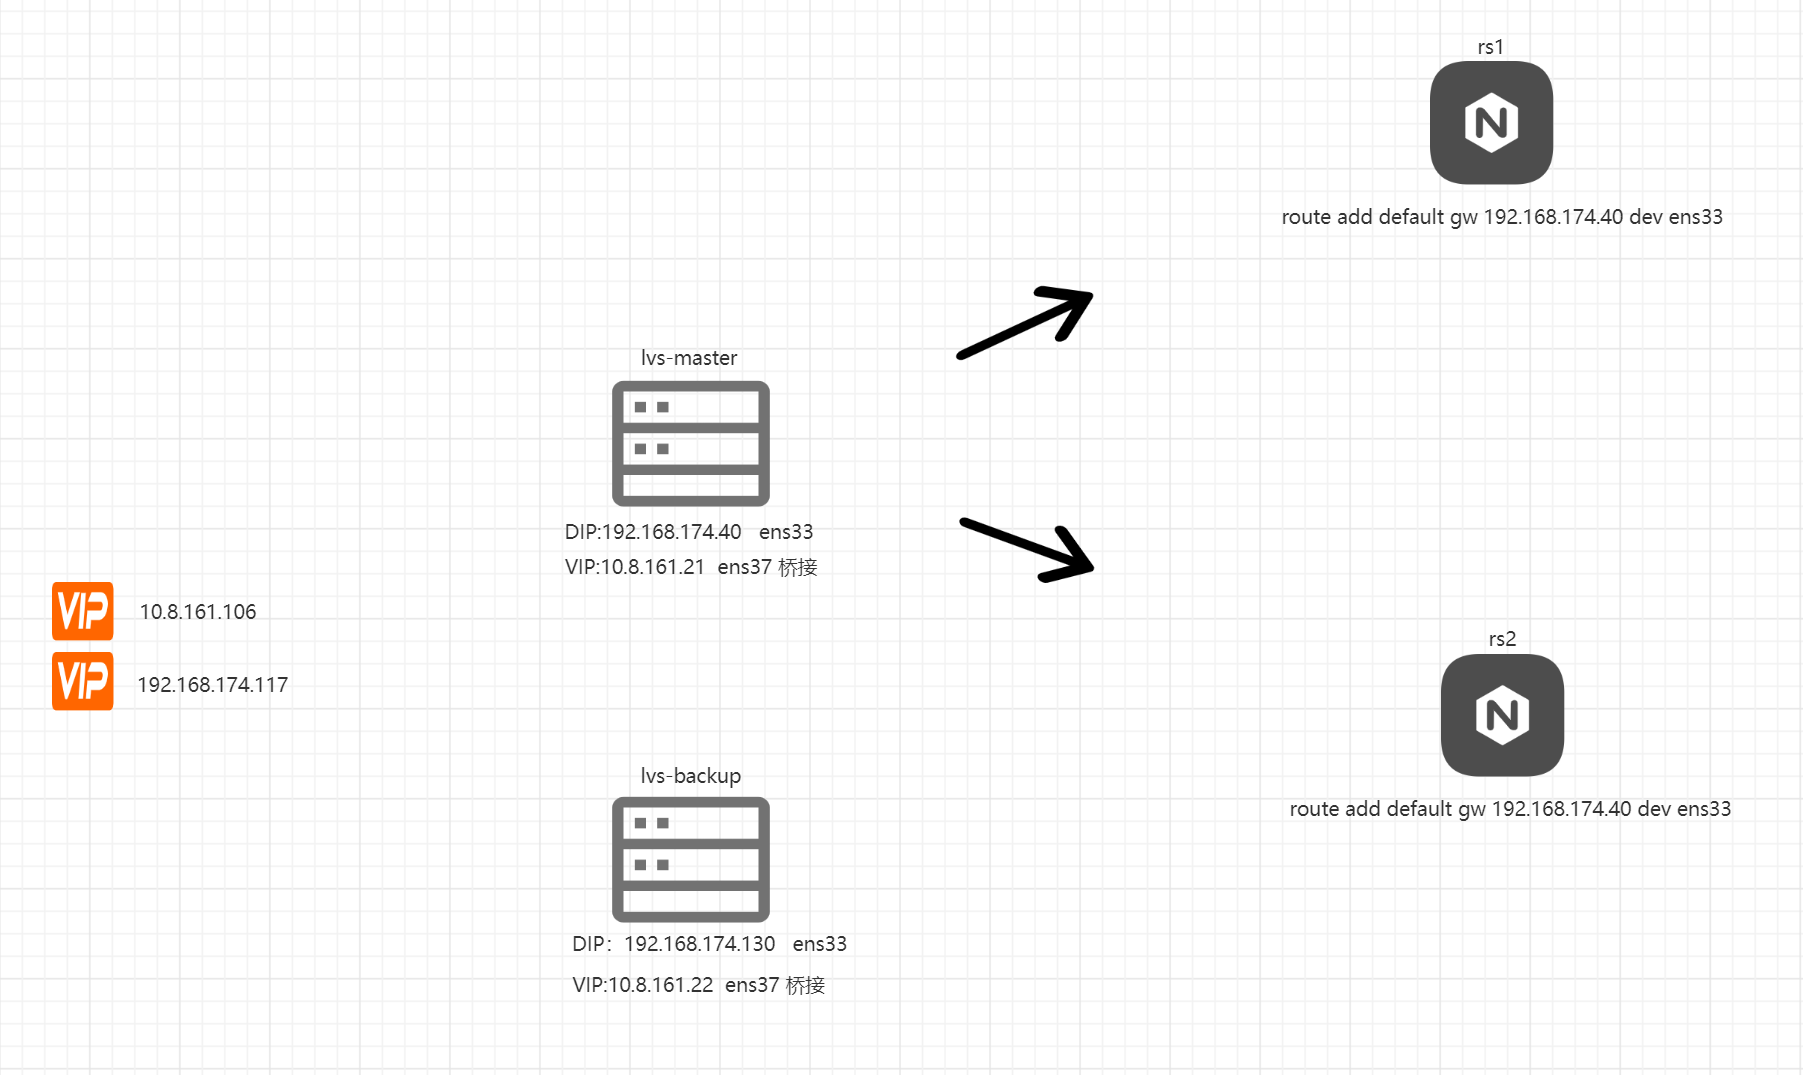 rs1
route add default gw 192.168.174.40 dev ens33
lvs-master
DIP:192.168.174.40 ens33
VIP:10.8.161.21 ens37 桥接
VIP 10.8.161.106
VIP 192.168.174.117
rs2
route add default gw 192.168.174.40 dev ens33
lvs-backup
DIP：192.168.174.130 ens33
VIP:10.8.161.22 ens37 桥接